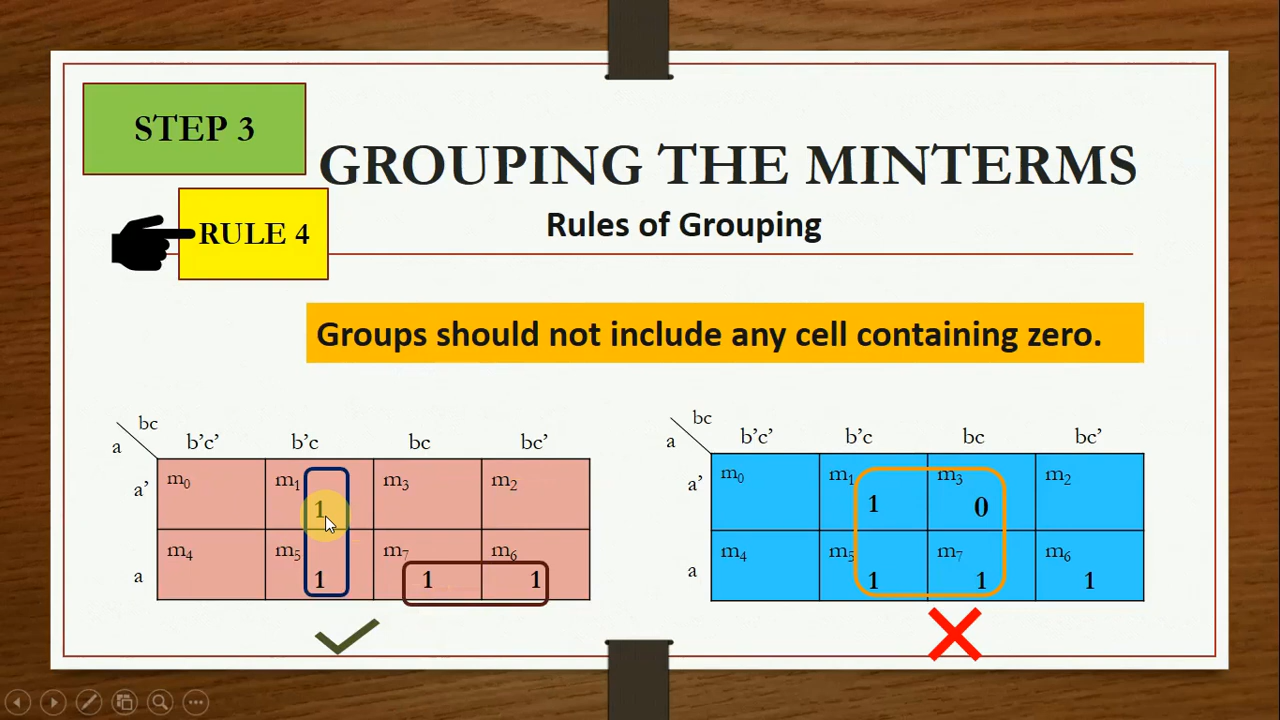 STEP 3
GROUPING THE MINTERMS
RULE 4
Rules of Grouping
Groups should not include any cell containing zero.
bc
a
b’c’ b’c bc bc’
a’ m0 m1 1 m3 m2
a m4 m5 1 m7 1 m6 1
bc
a
b’c’ b’c bc bc’
a’ m0 m1 1 m3 0 m2
a m4 m5 1 m7 1 m6 1